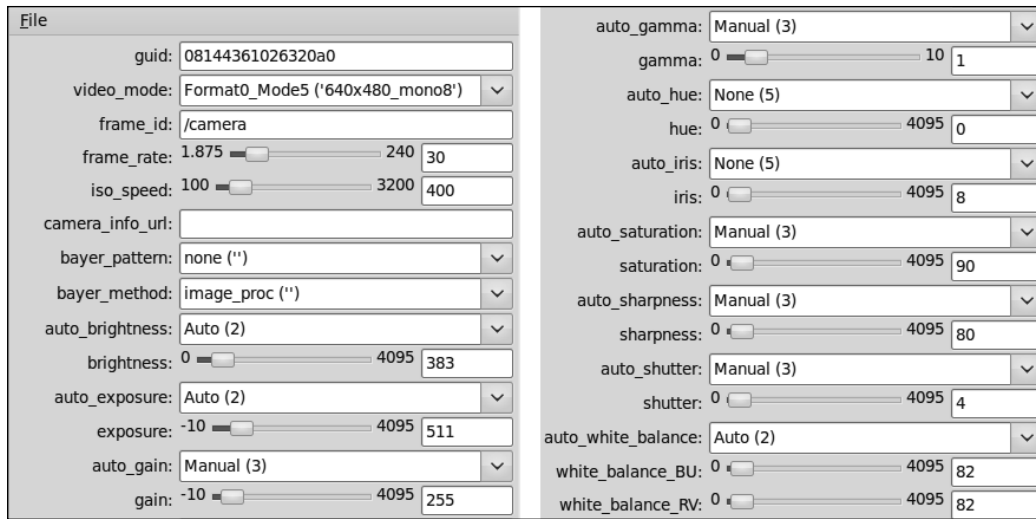 File
guid: 08144361026320a0
video_mode: Format0_Mode5 ('640x480_mono8')
frame_id: /camera
frame_rate: 1.875 240 30
iso_speed: 100 3200 400
camera_info_url:
bayer_pattern: none ('')
bayer_method: image_proc ('')
auto_brightness: Auto (2)
brightness: 0 4095 383
auto_exposure: Auto (2)
exposure: -10 4095 511
auto_gain: Manual (3)
gain: -10 4095 255
auto_gamma: Manual (3)
gamma: 0 10 1
auto_hue: None (5)
hue: 0 4095 0
auto_iris: None (5)
iris: 0 4095 8
auto_saturation: Manual (3)
saturation: 0 4095 90
auto_sharpness: Manual (3)
sharpness: 0 4095 80
auto_shutter: Manual (3)
shutter: 0 4095 4
auto_white_balance: Auto (2)
white_balance_BU: 0 4095 82
white_balance_RV: 0 4095 82